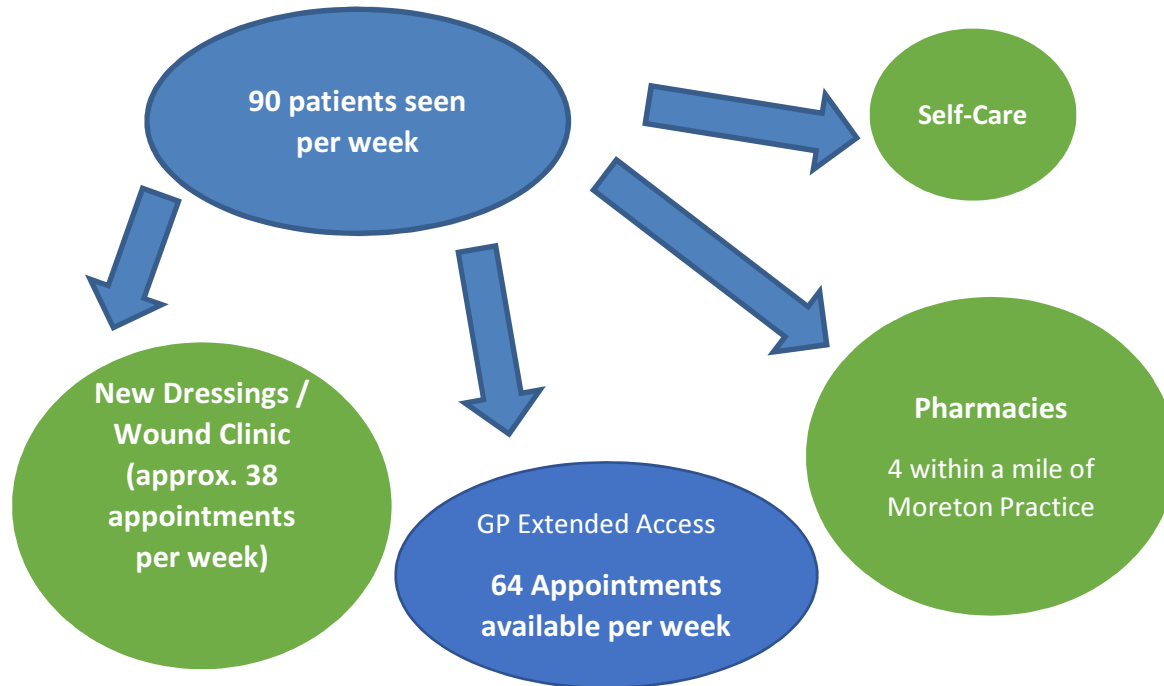 90 patients seen
per week
Self-Care
New Dressings /
Wound Clinic
(approx. 38
appointments
per week)
GP Extended Access
64 Appointments
available per week
Pharmacies
4 within a mile of
Moreton Practice